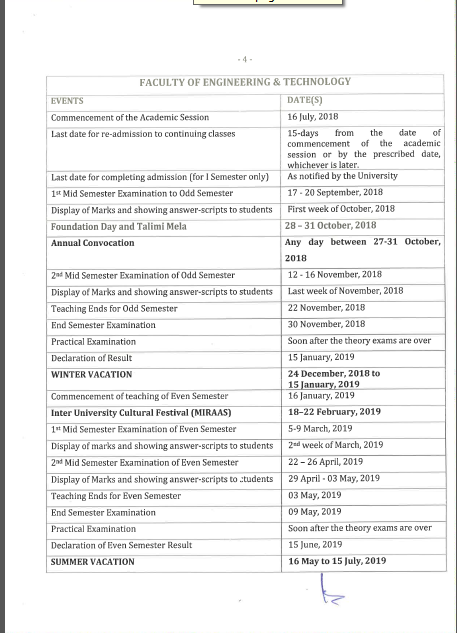 - 4 -
FACULTY OF ENGINEERING & TECHNOLOGY
EVENTS DATE(S)
Commencement of the Academic Session 16 July, 2018
Last date for re-admission to continuing classes 15-days from the date of
commencement of the academic
session or by the prescribed date,
whichever is later.
Last date for completing admission (for I Semester only) As notified by the University
1st Mid Semester Examination to Odd Semester 17 - 20 September, 2018
Display of Marks and showing answer-scripts to students First week of October, 2018
Foundation Day and Talimi Mela 28 – 31 October, 2018
Annual Convocation Any day between 27-31 October,
2018
2nd Mid Semester Examination of Odd Semester 12 - 16 November, 2018
Display of Marks and showing answer-scripts to students Last week of November, 2018
Teaching Ends for Odd Semester 22 November, 2018
End Semester Examination 30 November, 2018
Practical Examination Soon after the theory exams are over
Declaration of Result 15 January, 2019
WINTER VACATION 24 December, 2018 to
15 January, 2019
Commencement of teaching of Even Semester 16 January, 2019
Inter University Cultural Festival (MIRAAS) 18–22 February, 2019
1st Mid Semester Examination of Even Semester 5-9 March, 2019
Display of marks and showing answer-scripts to students 2nd week of March, 2019
2nd Mid Semester Examination of Even Semester 22 – 26 April, 2019
Display of Marks and showing answer-scripts to students 29 April - 03 May, 2019
Teaching Ends for Even Semester 03 May, 2019
End Semester Examination 09 May, 2019
Practical Examination Soon after the theory exams are over
Declaration of Even Semester Result 15 June, 2019
SUMMER VACATION 16 May to 15 July, 2019